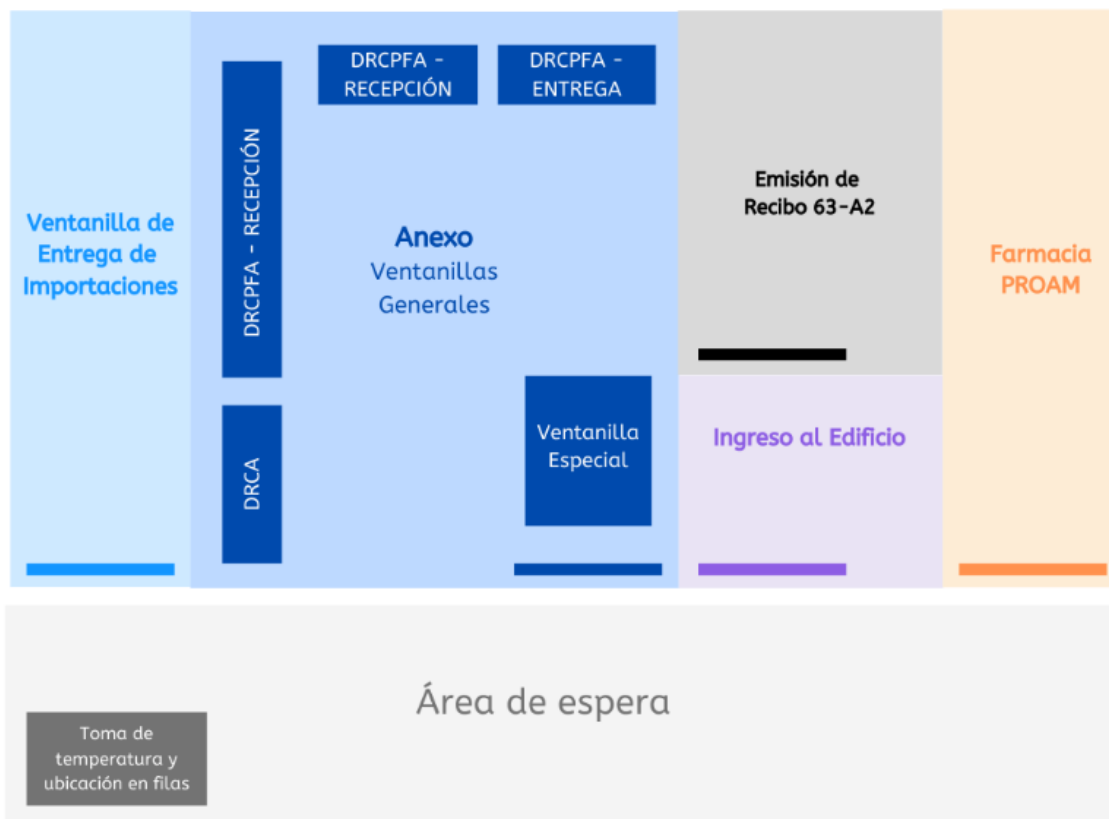 Ventanilla de
Entrega de
Importaciones
DRCPFA - RECEPCIÓN
DRCA
DRCPFA -
RECEPCIÓN
DRCPFA -
ENTREGA
Anexo
Ventanillas
Generales
Ventanilla
Especial
Emisión de
Recibo 63-A2
Ingreso al Edificio
Farmacia
PROAM
Área de espera
Toma de
temperatura y
ubicación en filas